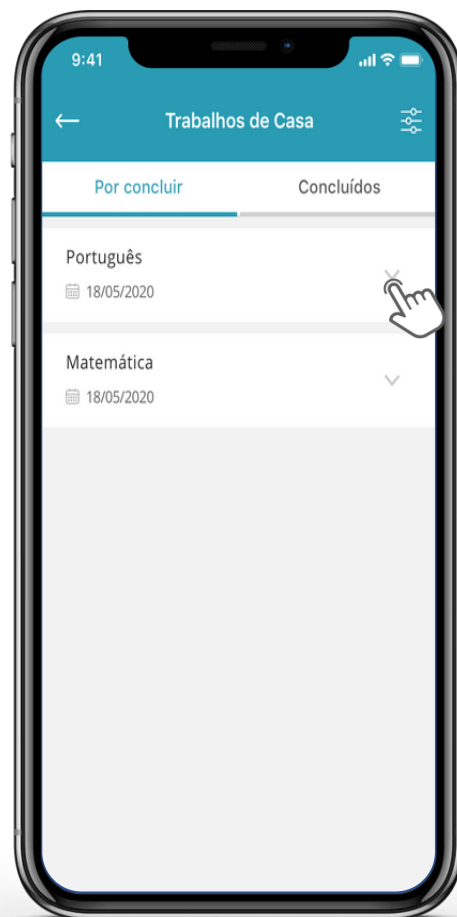 9:41
Trabalhos de Casa
Por concluir
Concluídos
Português
18/05/2020
Matemática
18/05/2020